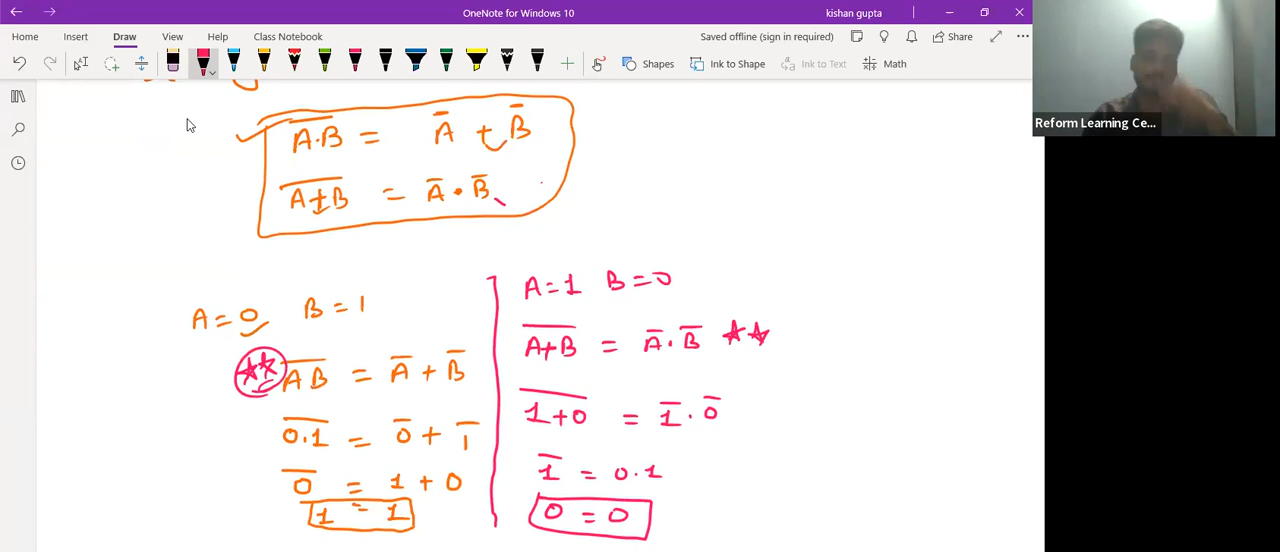 OneNote for Windows 10
kishan gupta
Home Insert Draw View Help Class Notebook
Saved offline (sign in required) Share
Shapes Ink to Shape Ink to Text Math
Reform Learning Ce...
A̅·̅B̅ = A̅ + B̅
A̅+̅B̅ = A̅ · B̅
A = 0 B = 1
A̅B̅ = A̅ + B̅
0̅·̅1̅ = 0̅ + 1̅
0̅ = 1 + 0
1 = 1
A = 1 B = 0
A̅+̅B̅ = A̅ · B̅ ★★
1̅+̅0̅ = 1̅ · 0̅
1̅ = 0.1
0 = 0